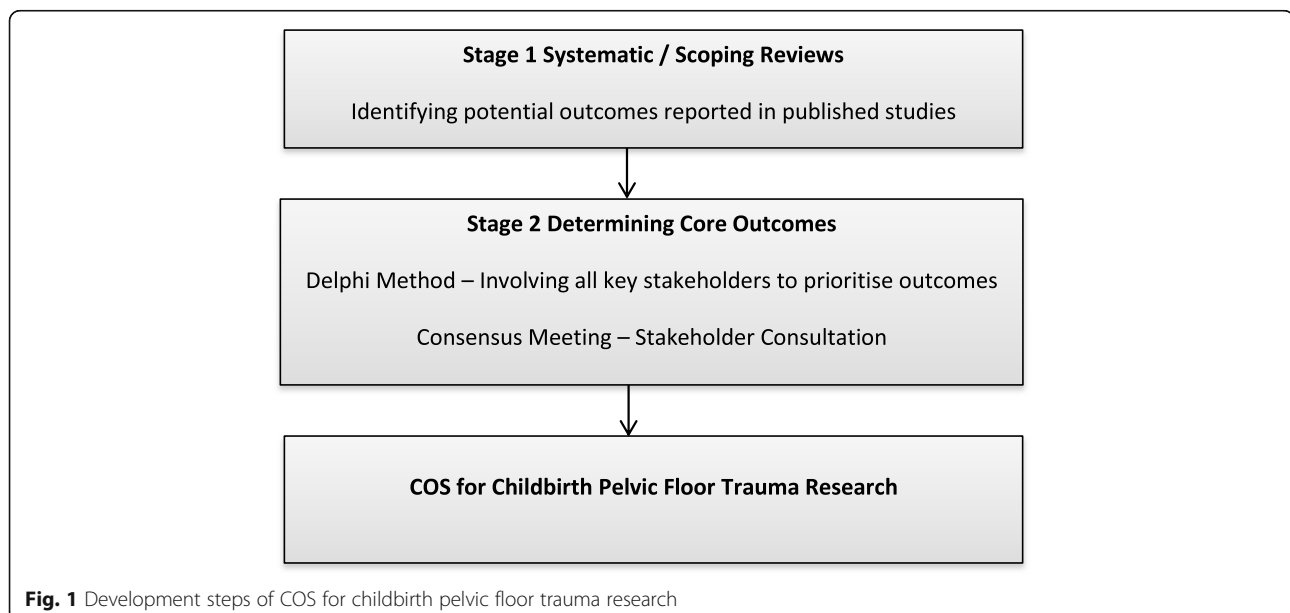 Stage 1 Systematic / Scoping Reviews
Identifying potential outcomes reported in published studies
Stage 2 Determining Core Outcomes
Delphi Method – Involving all key stakeholders to prioritise outcomes
Consensus Meeting – Stakeholder Consultation
COS for Childbirth Pelvic Floor Trauma Research
Fig. 1 Development steps of COS for childbirth pelvic floor trauma research